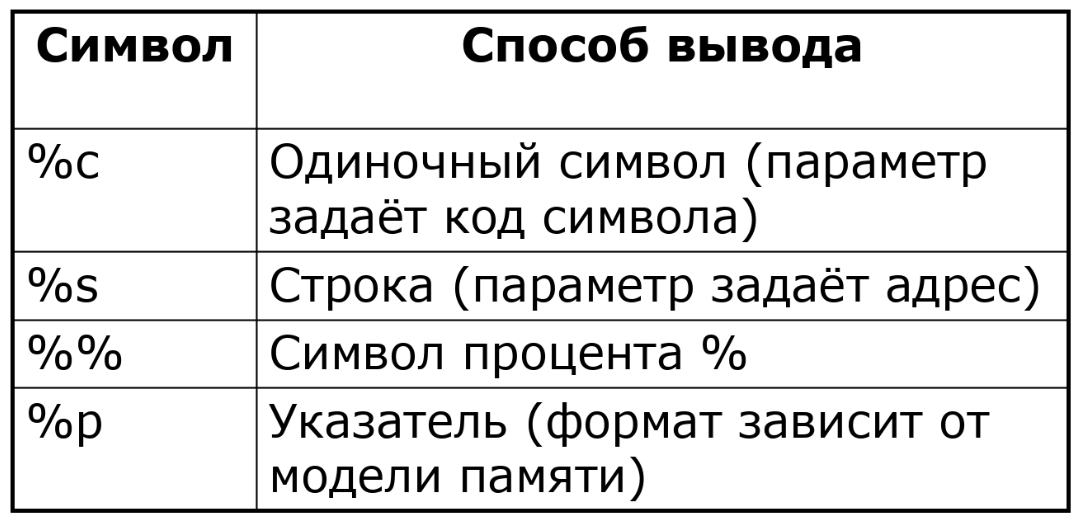 Символ Способ вывода
%c Одиночный символ (параметр
задаёт код символа)
%s Строка (параметр задаёт адрес)
%% Символ процента %
%p Указатель (формат зависит от
модели памяти)